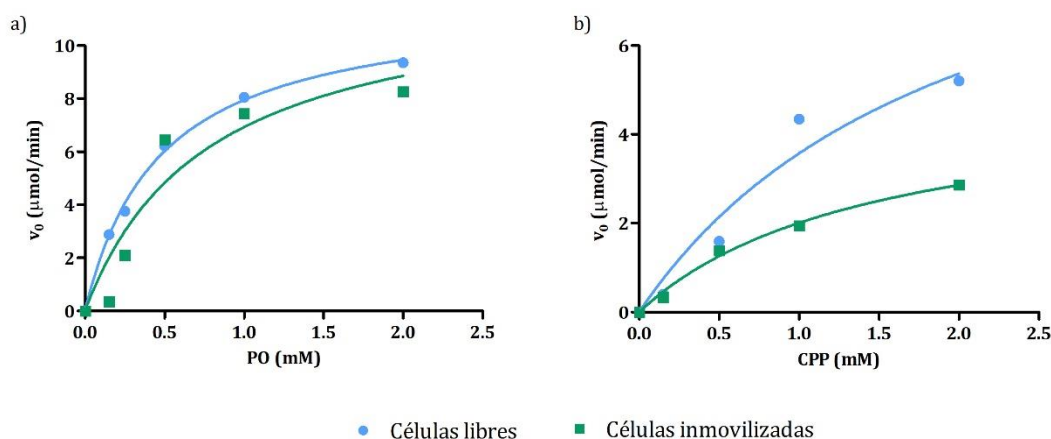 a)
10
8
6
4
2
0
v₀ (μmol/min)
0.0 0.5 1.0 1.5 2.0 2.5
PO (mM)
b)
6
4
2
0
v₀ (μmol/min)
0.0 0.5 1.0 1.5 2.0 2.5
CPP (mM)
Células libres
Células inmovilizadas